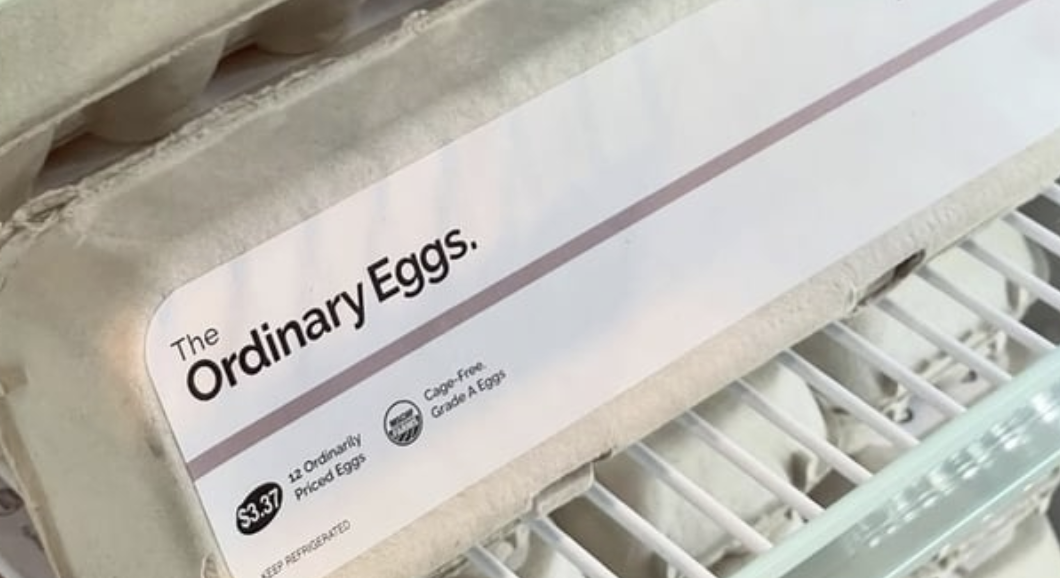 The
Ordinary Eggs.
$3.37
12 Ordinarily
Priced Eggs
Cage-Free,
Grade A Eggs
KEEP REFRIGERATED